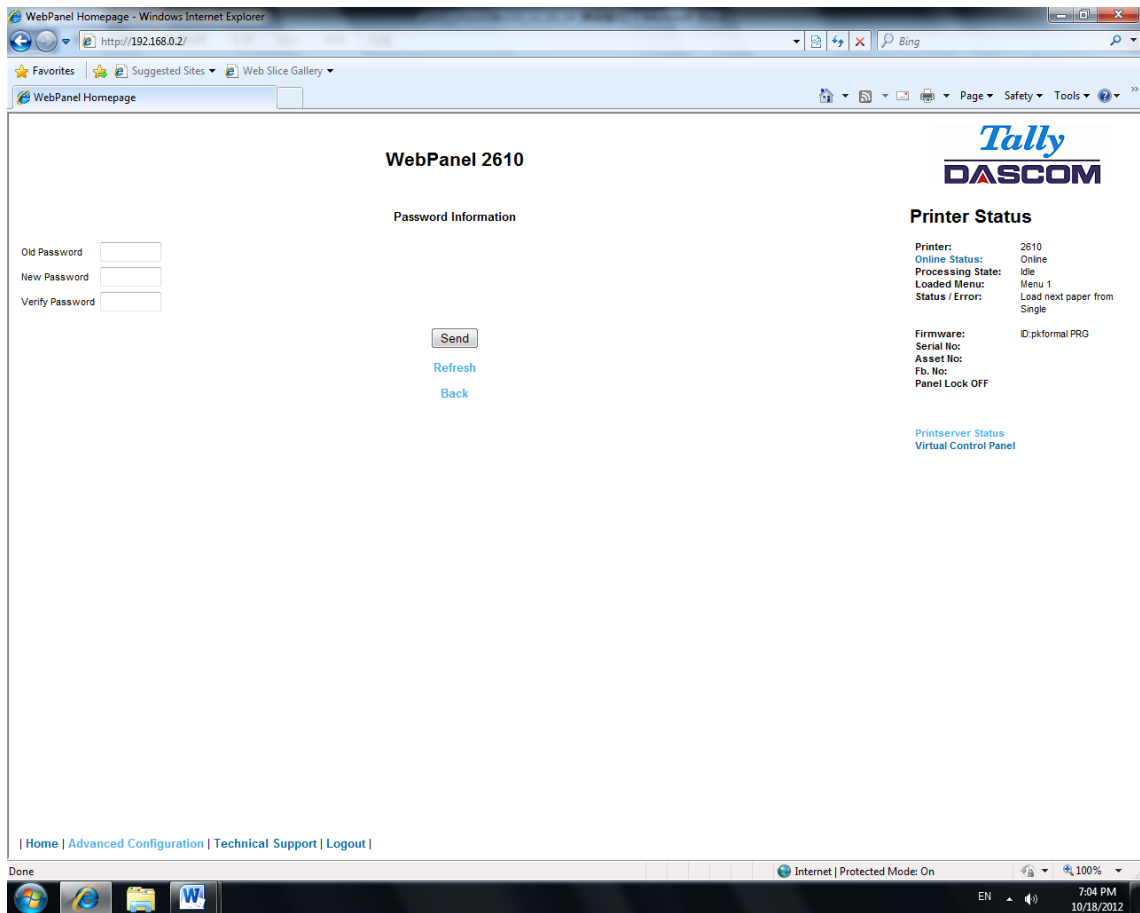 WebPanel Homepage - Windows Internet Explorer
http://192.168.0.2/
Bing
Favorites
Suggested Sites
Web Slice Gallery
WebPanel Homepage
Page
Safety
Tools
WebPanel 2610
Tally
DASCOM
Password Information
Old Password
New Password
Verify Password
Send
Refresh
Back
Printer Status
Printer: 2610
Online Status: Online
Processing State: Idle
Loaded Menu: Menu 1
Status / Error: Load next paper from
Single
Firmware: ID:pkformal PRG
Serial No:
Asset No:
Fb. No:
Panel Lock OFF
Printserver Status
Virtual Control Panel
| Home | Advanced Configuration | Technical Support | Logout |
Done
Internet | Protected Mode: On
100%
EN
7:04 PM
10/18/2012